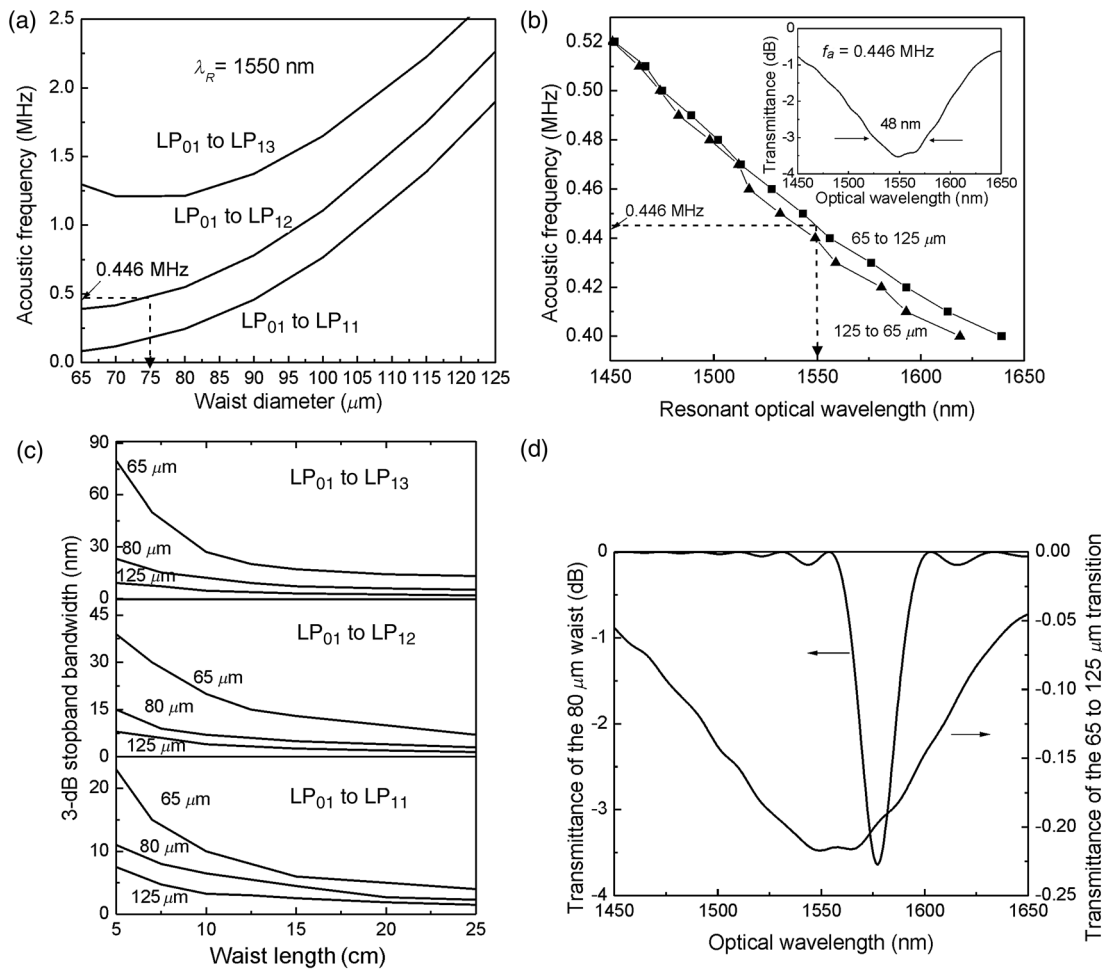 (a)
2.5
2.0
1.5
1.0
0.5
0.0
Acoustic frequency (MHz)
λR= 1550 nm
LP01 to LP13
LP01 to LP12
0.446 MHz
LP01 to LP11
65 70 75 80 85 90 95 100 105 110 115 120 125
Waist diameter (μm)
(b)
0.52
0.50
0.48
0.46
0.44
0.42
0.40
Acoustic frequency (MHz)
0
-1
-2
-3
-4
Transmittance (dB)
fa = 0.446 MHz
48 nm
1450 1500 1550 1600 1650
Optical wavelength (nm)
0.446 MHz
65 to 125 μm
125 to 65 μm
1450 1500 1550 1600 1650
Resonant optical wavelength (nm)
(c)
3-dB stopband bandwidth (nm)
90
60
30
0
65 μm
LP01 to LP13
80 μm
125 μm
45
30
15
0
LP01 to LP12
65 μm
80 μm
125 μm
20
10
0
65 μm
LP01 to LP11
80 μm
125 μm
5 10 15 20 25
Waist length (cm)
(d)
Transmittance of the 80 μm waist (dB)
0
-1
-2
-3
-4
0.00
-0.05
-0.10
-0.15
-0.20
-0.25
Transmittance of the 65 to 125 μm transition
1450 1500 1550 1600 1650
Optical wavelength (nm)